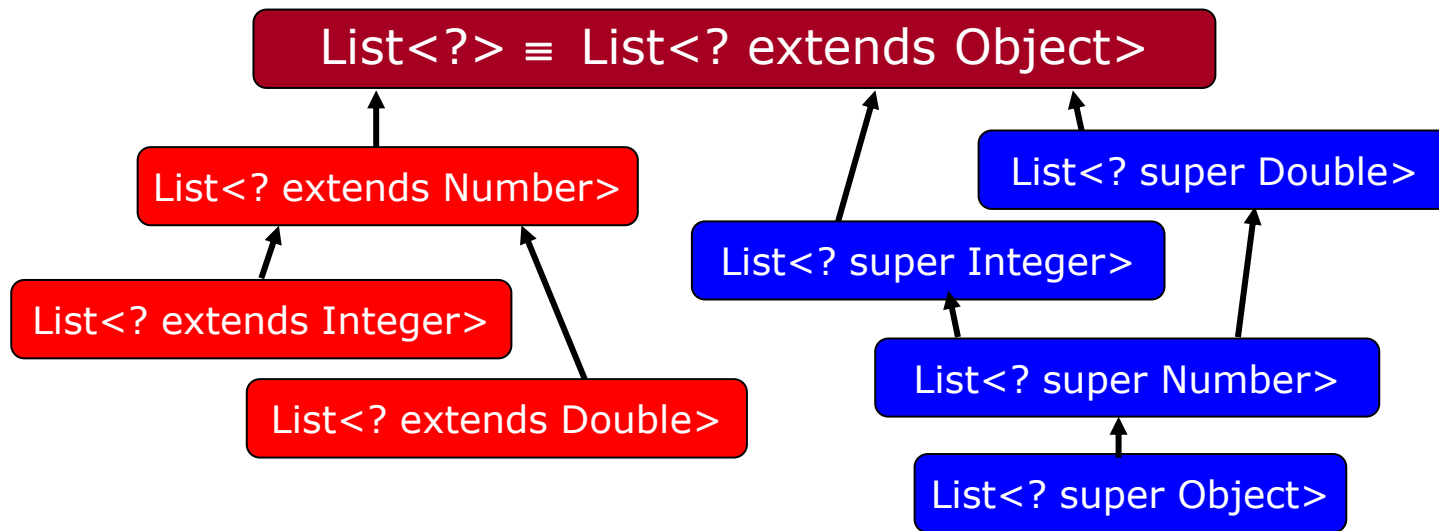 List<?> ≡ List<? extends Object>
List<? extends Number>
List<? super Double>
List<? super Integer>
List<? extends Integer>
List<? super Number>
List<? extends Double>
List<? super Object>